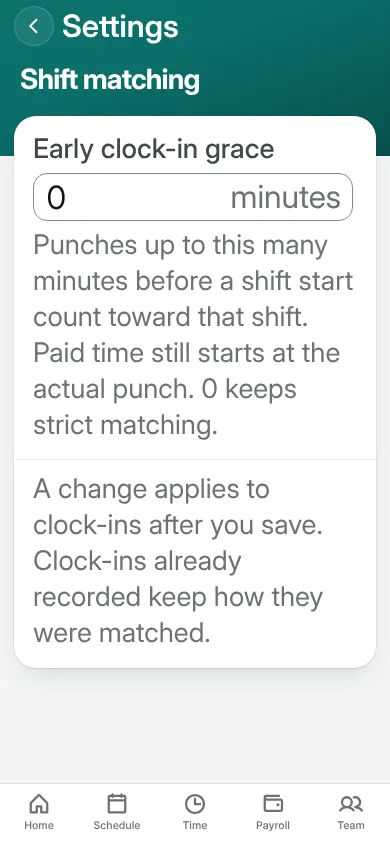 Settings
Shift matching
Early clock-in grace
0 minutes
Punches up to this many
minutes before a shift start
count toward that shift.
Paid time still starts at the
actual punch. 0 keeps
strict matching.
A change applies to
clock-ins after you save.
Clock-ins already
recorded keep how they
were matched.
Home Schedule Time Payroll Team